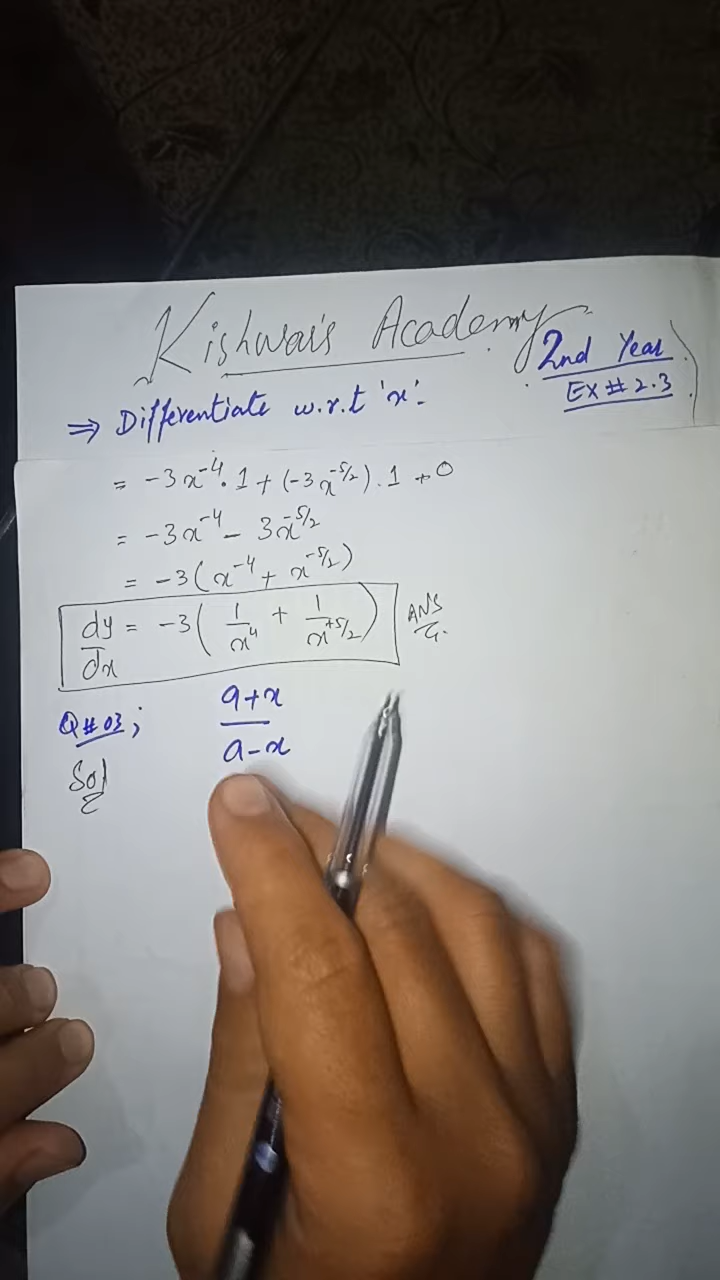 Kishwar's Academy
2nd Year
EX # 2.3
⇒ Differentiate w.r.t 'x':
= -3x⁻⁴ · 1 + (-3x^(-5/2)) . 1 + 0
= -3x⁻⁴ - 3x^(-5/2)
= -3(x⁻⁴ + x^(-5/2))
dy/dx = -3(1/x⁴ + 1/x^(+5/2)) ANS
Q#03; a+x/a-x
Sol